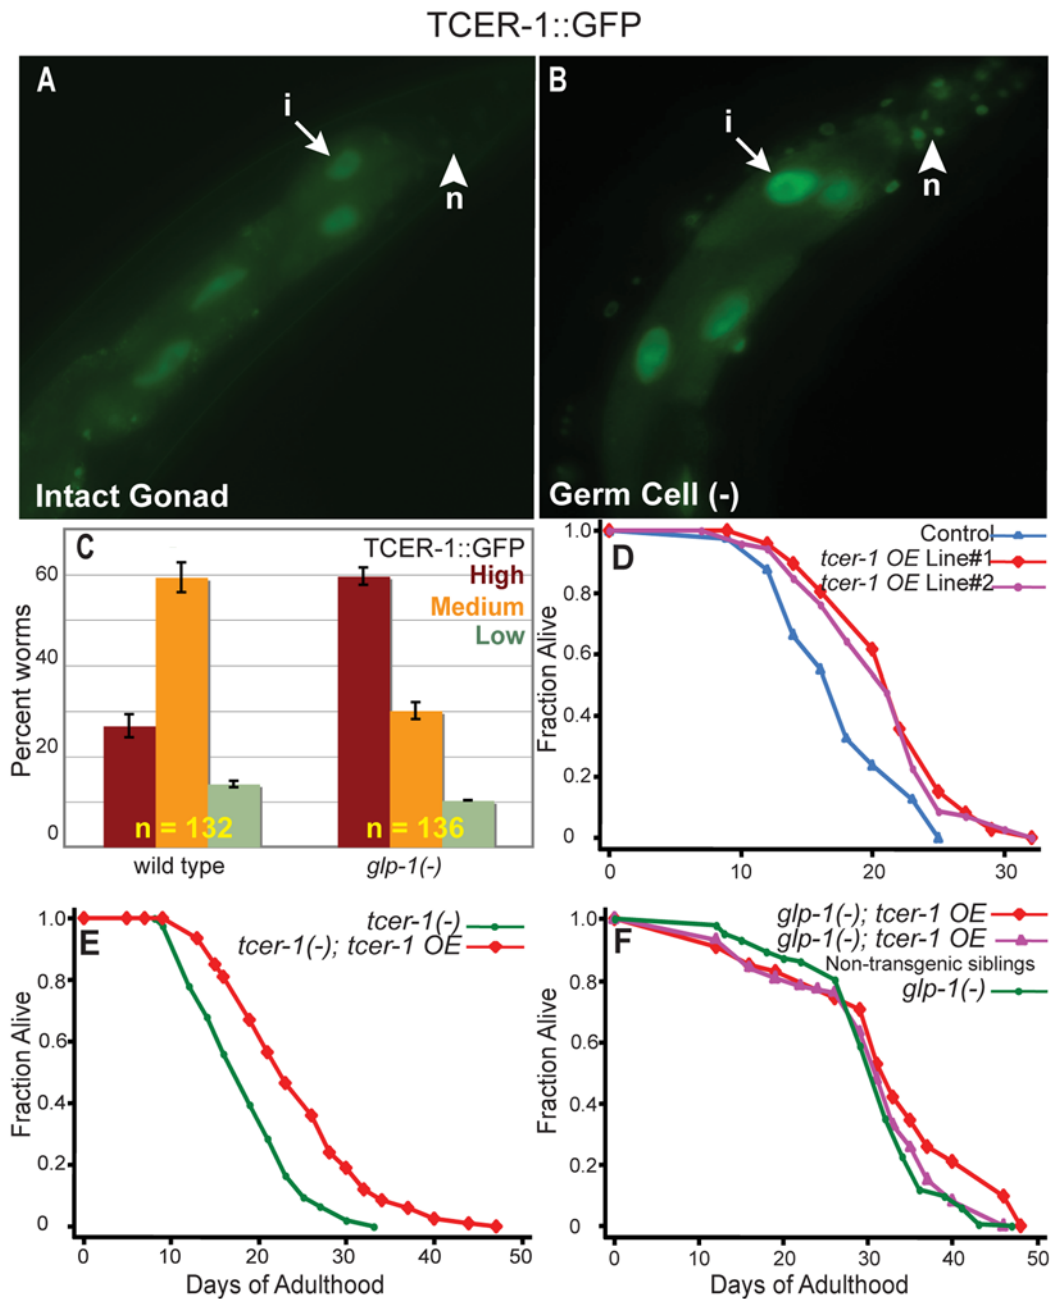 TCER-1::GFP
A
i
n
Intact Gonad
B
i
n
Germ Cell (-)
C
TCER-1::GFP
High
Medium
Low
Percent worms
60
40
20
0
n = 132
n = 136
wild type
glp-1(-)
D
Control
tcer-1 OE Line#1
tcer-1 OE Line#2
Fraction Alive
1.0
0.8
0.6
0.4
0.2
0
0 10 20 30
E
tcer-1(-)
tcer-1(-); tcer-1 OE
Fraction Alive
1.0
0.8
0.6
0.4
0.2
0
0 10 20 30 40 50
Days of Adulthood
F
glp-1(-); tcer-1 OE
glp-1(-); tcer-1 OE
Non-transgenic siblings
glp-1(-)
Fraction Alive
1.0
0.8
0.6
0.4
0.2
0
0 10 20 30 40 50
Days of Adulthood